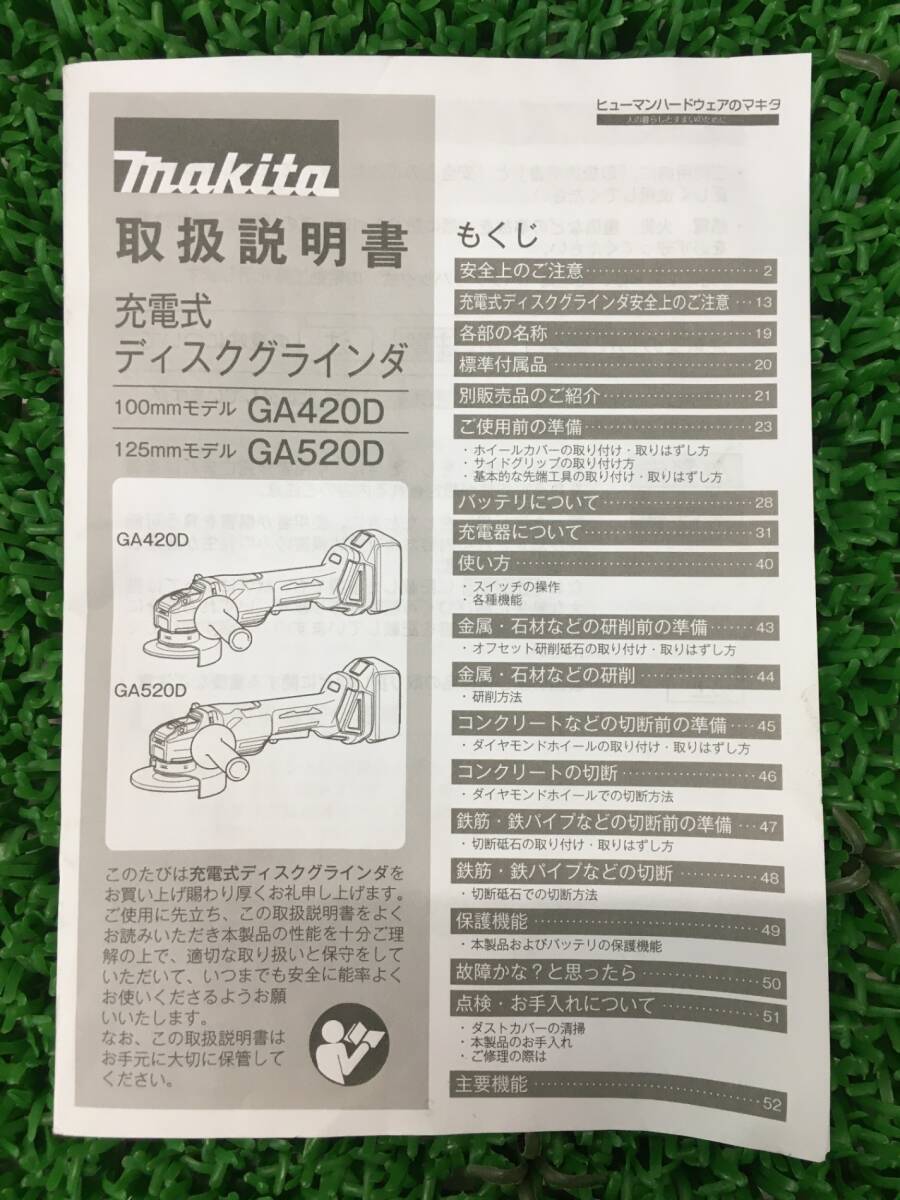 makita
取扱説明書
充電式
ディスクグラインダ
100mmモデル GA420D
125mmモデル GA520D
GA420D
GA520D
このたびは充電式ディスクグラインダを
お買い上げ賜わり厚くお礼申し上げます。
ご使用に先立ち、この取扱説明書をよく
お読みいただき本製品の性能を十分ご理
解の上で、適切な取り扱いと保守をして
いただいて、いつまでも安全に能率よく
お使いくださるようお願
いいたします。
なお、この取扱説明書は
お手元に大切に保管して
ください。
ヒューマンハードウェアのマキタ
人の暮らしとすまいのために
もくじ
安全上のご注意 2
充電式ディスクグラインダ安全上のご注意 13
各部の名称 19
標準付属品 20
別販売品のご紹介 21
ご使用前の準備 23
・ホイールカバーの取り付け・取りはずし方
・サイドグリップの取り付け方
・基本的な先端工具の取り付け・取りはずし方
バッテリについて 28
充電器について 31
使い方 40
・スイッチの操作
・各種機能
金属・石材などの研削前の準備 43
・オフセット研削砥石の取り付け・取りはずし方
金属・石材などの研削 44
・研削方法
コンクリートなどの切断前の準備 45
・ダイヤモンドホイールの取り付け・取りはずし方
コンクリートの切断 46
・ダイヤモンドホイールでの切断方法
鉄筋・鉄パイプなどの切断前の準備 47
・切断砥石の取り付け・取りはずし方
鉄筋・鉄パイプなどの切断 48
・切断砥石での切断方法
保護機能 49
・本製品およびバッテリの保護機能
故障かな？と思ったら 50
点検・お手入れについて 51
・ダストカバーの清掃
・本製品のお手入れ
・ご修理の際は
主要機能 52